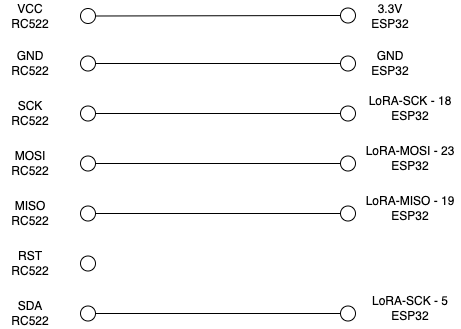 VCC
RC522
3.3V
ESP32
GND
RC522
GND
ESP32
SCK
RC522
LoRA-SCK - 18
ESP32
MOSI
RC522
LoRA-MOSI - 23
ESP32
MISO
RC522
LoRA-MISO - 19
ESP32
RST
RC522
SDA
RC522
LoRA-SCK - 5
ESP32